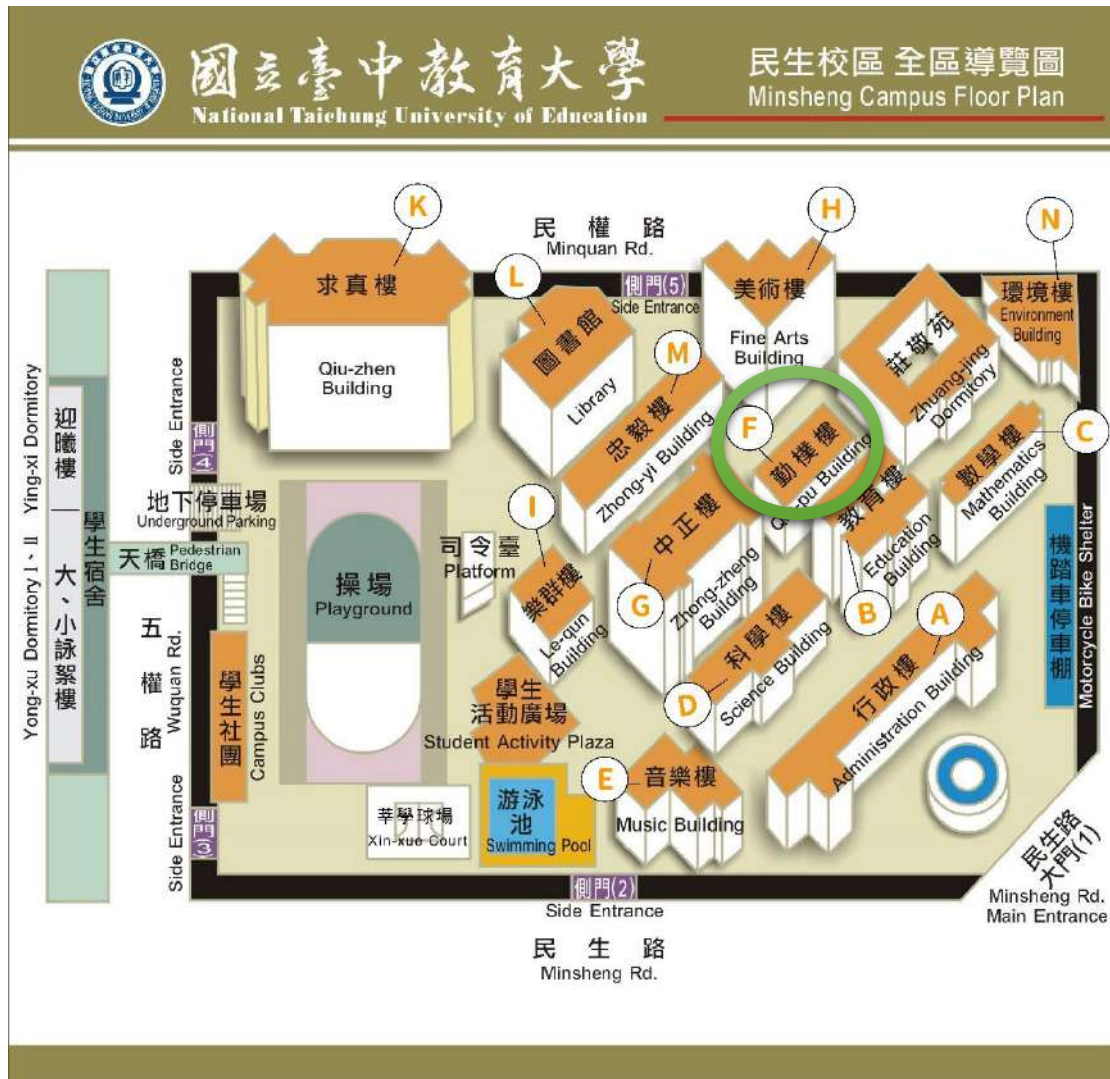 國立臺中教育大學
National Taichung University of Education
民生校區 全區導覽圖
Minsheng Campus Floor Plan
K
H
N
民權路
Minquan Rd.
求真樓
Qiu-zhen
Building
L
圖書館
Library
側門(5)
Side Entrance
美術樓
Fine Arts
Building
莊敬苑
Zhuang-jing
Dormitory
環境樓
Environment
Building
M
忠毅樓
Zhong-yi Building
F
勤樸樓
Building
C
數學樓
Mathematics
Building
Side Entrance
側門(4)
地下停車場
Underground Parking
天橋
Pedestrian
Bridge
迎曦樓
大、小詠絮樓
Ying-xi Dormitory
Yong-xu Dormitory I、II
學生宿舍
五權路
Wuquan Rd.
學生社團
Campus Clubs
操場
Playground
司令臺
Platform
I
樂群樓
Le-qun
Building
G
中正樓
Zhong-zheng
Building
B
教育樓
Education
Building
D
科學樓
Science Building
A
行政樓
Administration Building
機踏車停車棚
Motorcycle Bike Shelter
學生
活動廣場
Student Activity Plaza
E
音樂樓
Music Building
游泳
池
Swimming Pool
莘學球場
Xin-xue Court
Side Entrance
側門(3)
側門(2)
Side Entrance
民生路
Minsheng Rd.
民生路
大門(1)
Minsheng Rd.
Main Entrance